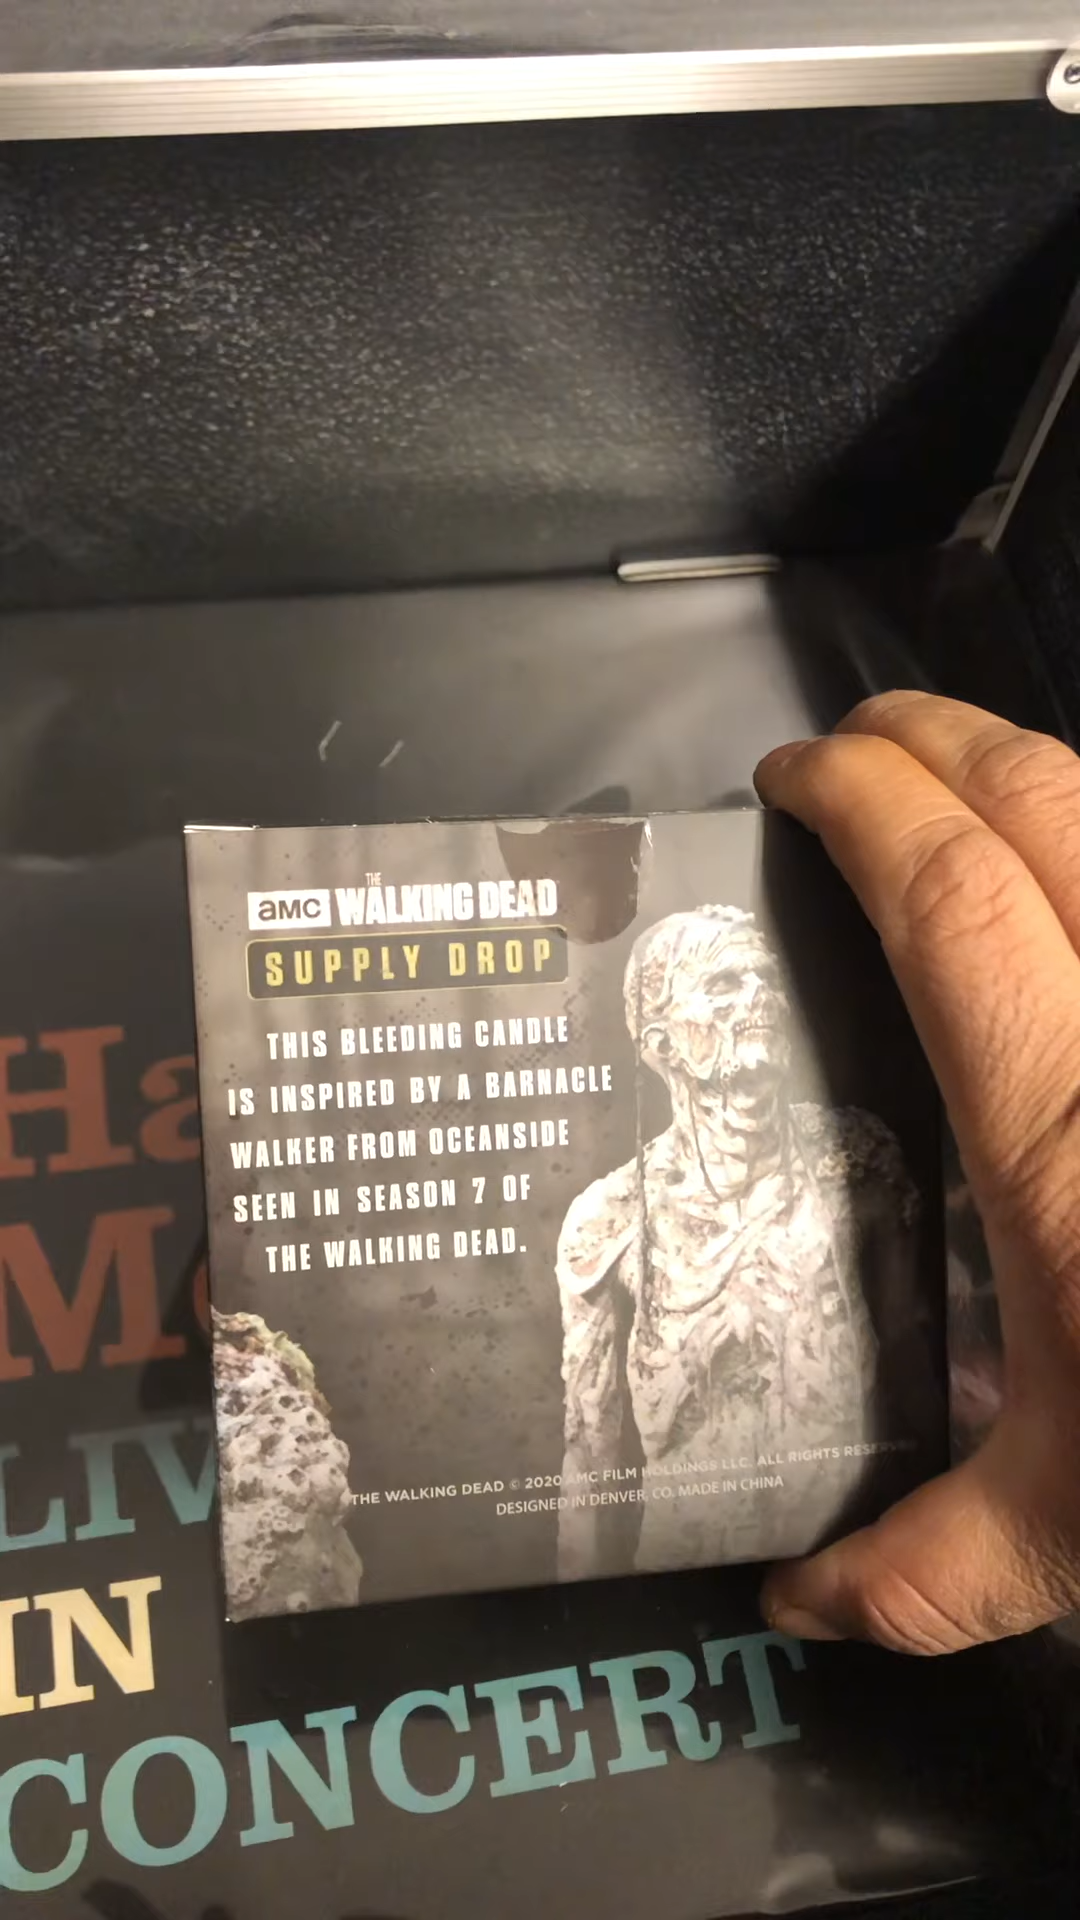 THE
aMC WALKING DEAD
SUPPLY DROP
THIS BLEEDING CANDLE
IS INSPIRED BY A BARNACLE
WALKER FROM OCEANSIDE
SEEN IN SEASON 7 OF
THE WALKING DEAD.
THE WALKING DEAD © 2020 AMC FILM HOLDINGS LLC. ALL RIGHTS RESERVED
DESIGNED IN DENVER, CO. MADE IN CHINA
Ha
M
LIV
IN
CONCERT